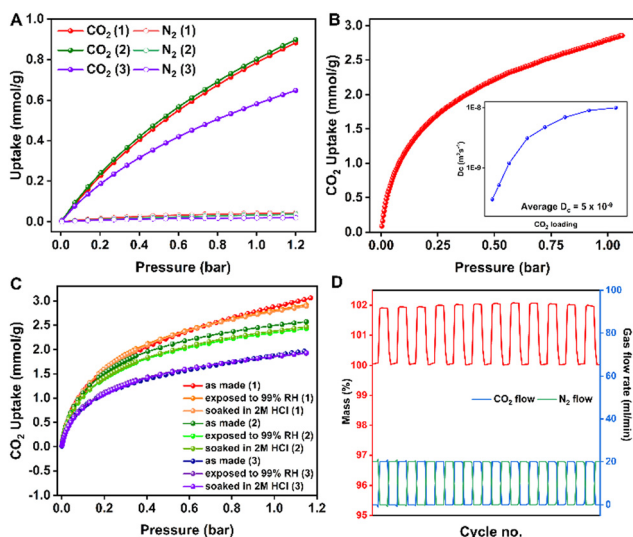 A
CO2 (1) N2 (1)
CO2 (2) N2 (2)
CO2 (3) N2 (3)
Uptake (mmol/g)
1.0
0.8
0.6
0.4
0.2
0.0
0.0 0.2 0.4 0.6 0.8 1.0 1.2
Pressure (bar)
B
CO2 Uptake (mmol/g)
3.0
2.5
2.0
1.5
1.0
0.5
0.0
0.00 0.25 0.50 0.75 1.00
Pressure (bar)
1E-8
1E-9
Dc (m²s⁻¹)
Average Dc = 5 x 10⁻⁹
CO2 loading
C
CO2 Uptake (mmol/g)
3.0
2.5
2.0
1.5
1.0
0.5
0.0
-0.5
-1.0
as made (1)
exposed to 99% RH (1)
soaked in 2M HCl (1)
as made (2)
exposed to 99% RH (2)
soaked in 2M HCl (2)
as made (3)
exposed to 99% RH (3)
soaked in 2M HCl (3)
0.0 0.2 0.4 0.6 0.8 1.0 1.2
Pressure (bar)
D
Mass (%)
102
101
100
99
98
97
96
95
CO2 flow N2 flow
100
80
60
40
20
0
Gas flow rate (ml/min)
Cycle no.